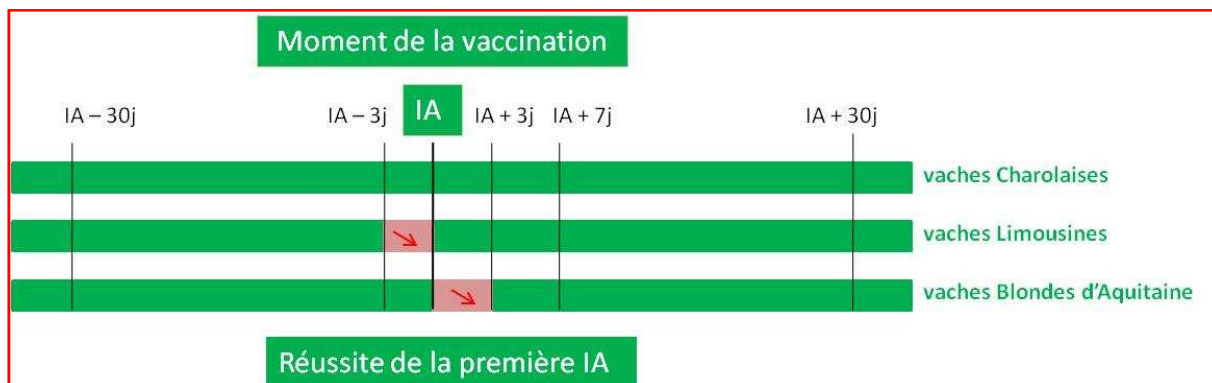 Moment de la vaccination
IA – 30j IA – 3j IA IA + 3j IA + 7j IA + 30j
vaches Charolaises
vaches Limousines
vaches Blondes d'Aquitaine
Réussite de la première IA